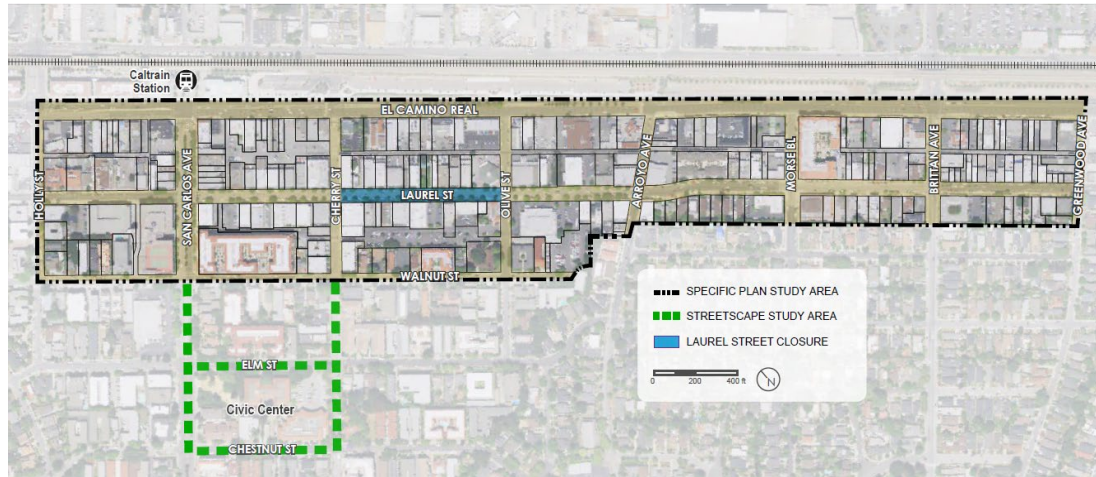 Caltrain
Station
EL CAMINO REAL
HOLLY ST
SAN CARLOS AVE
CHERRY ST
LAUREL ST
OLIVE ST
ARROYO AVE
MORSE BL
BRITTAN AVE
GREENWOOD AVE
WALNUT ST
ELM ST
Civic Center
CHESTNUT ST
SPECIFIC PLAN STUDY AREA
STREETSCAPE STUDY AREA
LAUREL STREET CLOSURE
0 200 400 ft
N